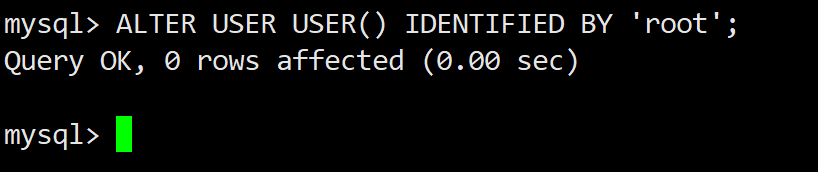 mysql> ALTER USER USER() IDENTIFIED BY 'root';
Query OK, 0 rows affected (0.00 sec)
mysql>